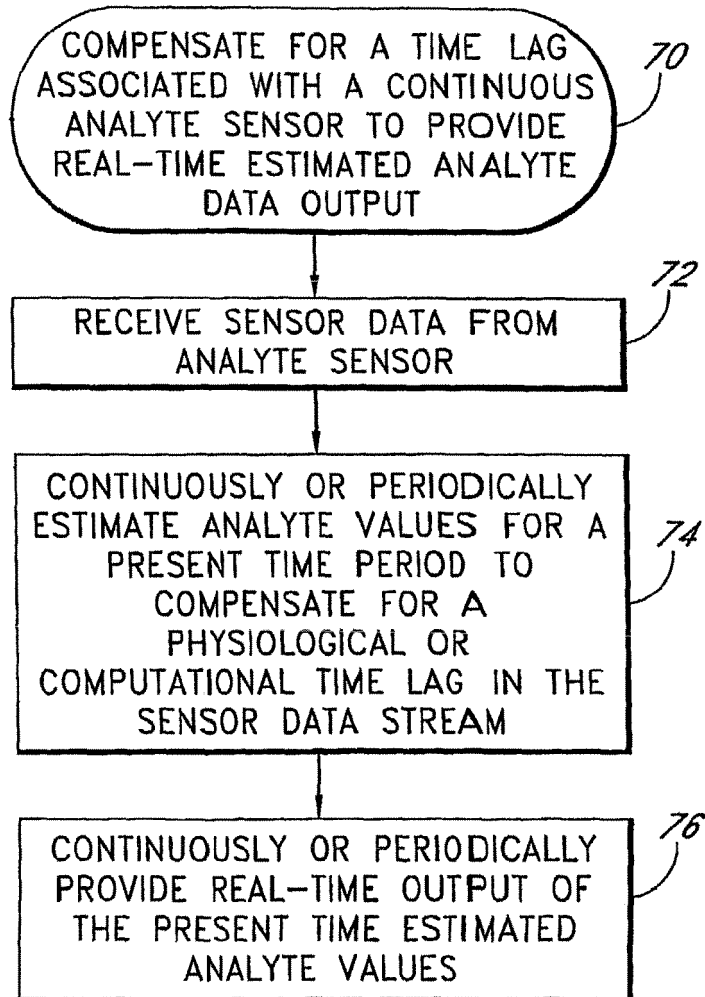 COMPENSATE FOR A TIME LAG
ASSOCIATED WITH A CONTINUOUS
ANALYTE SENSOR TO PROVIDE
REAL-TIME ESTIMATED ANALYTE
DATA OUTPUT
70
RECEIVE SENSOR DATA FROM
ANALYTE SENSOR
72
CONTINUOUSLY OR PERIODICALLY
ESTIMATE ANALYTE VALUES FOR A
PRESENT TIME PERIOD TO
COMPENSATE FOR A
PHYSIOLOGICAL OR
COMPUTATIONAL TIME LAG IN THE
SENSOR DATA STREAM
74
CONTINUOUSLY OR PERIODICALLY
PROVIDE REAL-TIME OUTPUT OF
THE PRESENT TIME ESTIMATED
ANALYTE VALUES
76